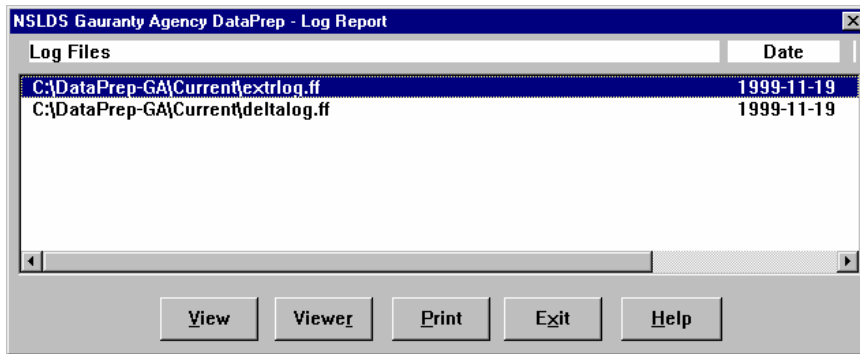 NSLDS Gauranty Agency DataPrep - Log Report
Log Files Date
C:\DataPrep-GA\Current\extrlog.ff 1999-11-19
C:\DataPrep-GA\Current\deltalog.ff 1999-11-19
View Viewer Print Exit Help